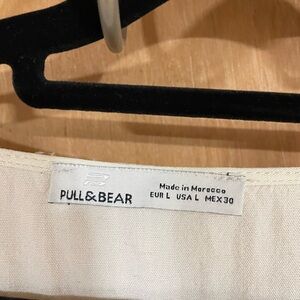 PULL&BEAR
Made in Morocco
EUR L USA L MEX 30